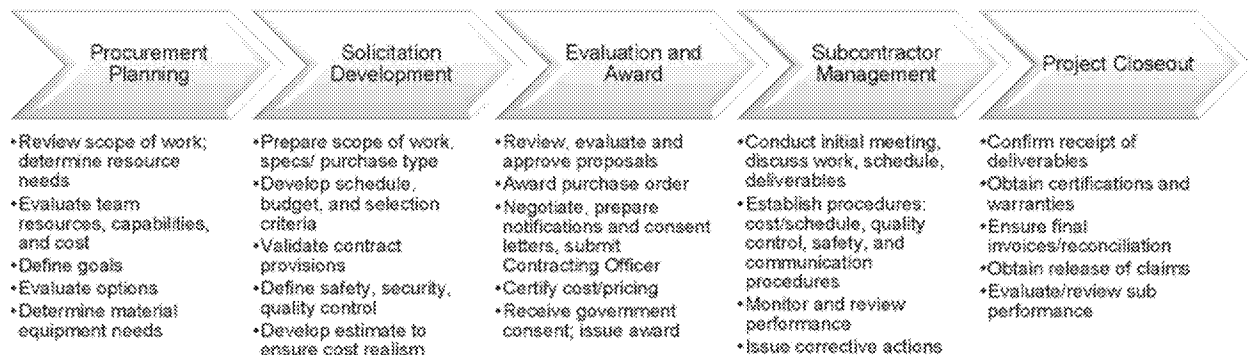 Procurement
Planning
•Review scope of work;
determine resource
needs
•Evaluate team
resources, capabilities,
and cost
•Define goals
•Evaluate options
•Determine material
equipment needs
Solicitation
Development
•Prepare scope of work,
specs/ purchase type
•Develop schedule,
budget, and selection
criteria
•Validate contract
provisions
•Define safety, security,
quality control
•Develop estimate to
ensure cost realism
Evaluation and
Award
•Review, evaluate and
approve proposals
•Award purchase order
•Negotiate, prepare
notifications and consent
letters, submit
Contracting Officer
•Certify cost/pricing
•Receive government
consent; issue award
Subcontractor
Management
•Conduct initial meeting,
discuss work, schedule,
deliverables
•Establish procedures:
cost/schedule, quality
control, safety, and
communication
procedures
•Monitor and review
performance
•Issue corrective actions
Project Closeout
•Confirm receipt of
deliverables
•Obtain certifications and
warranties
•Ensure final
invoices/reconciliation
•Obtain release of claims
•Evaluate/review sub
performance